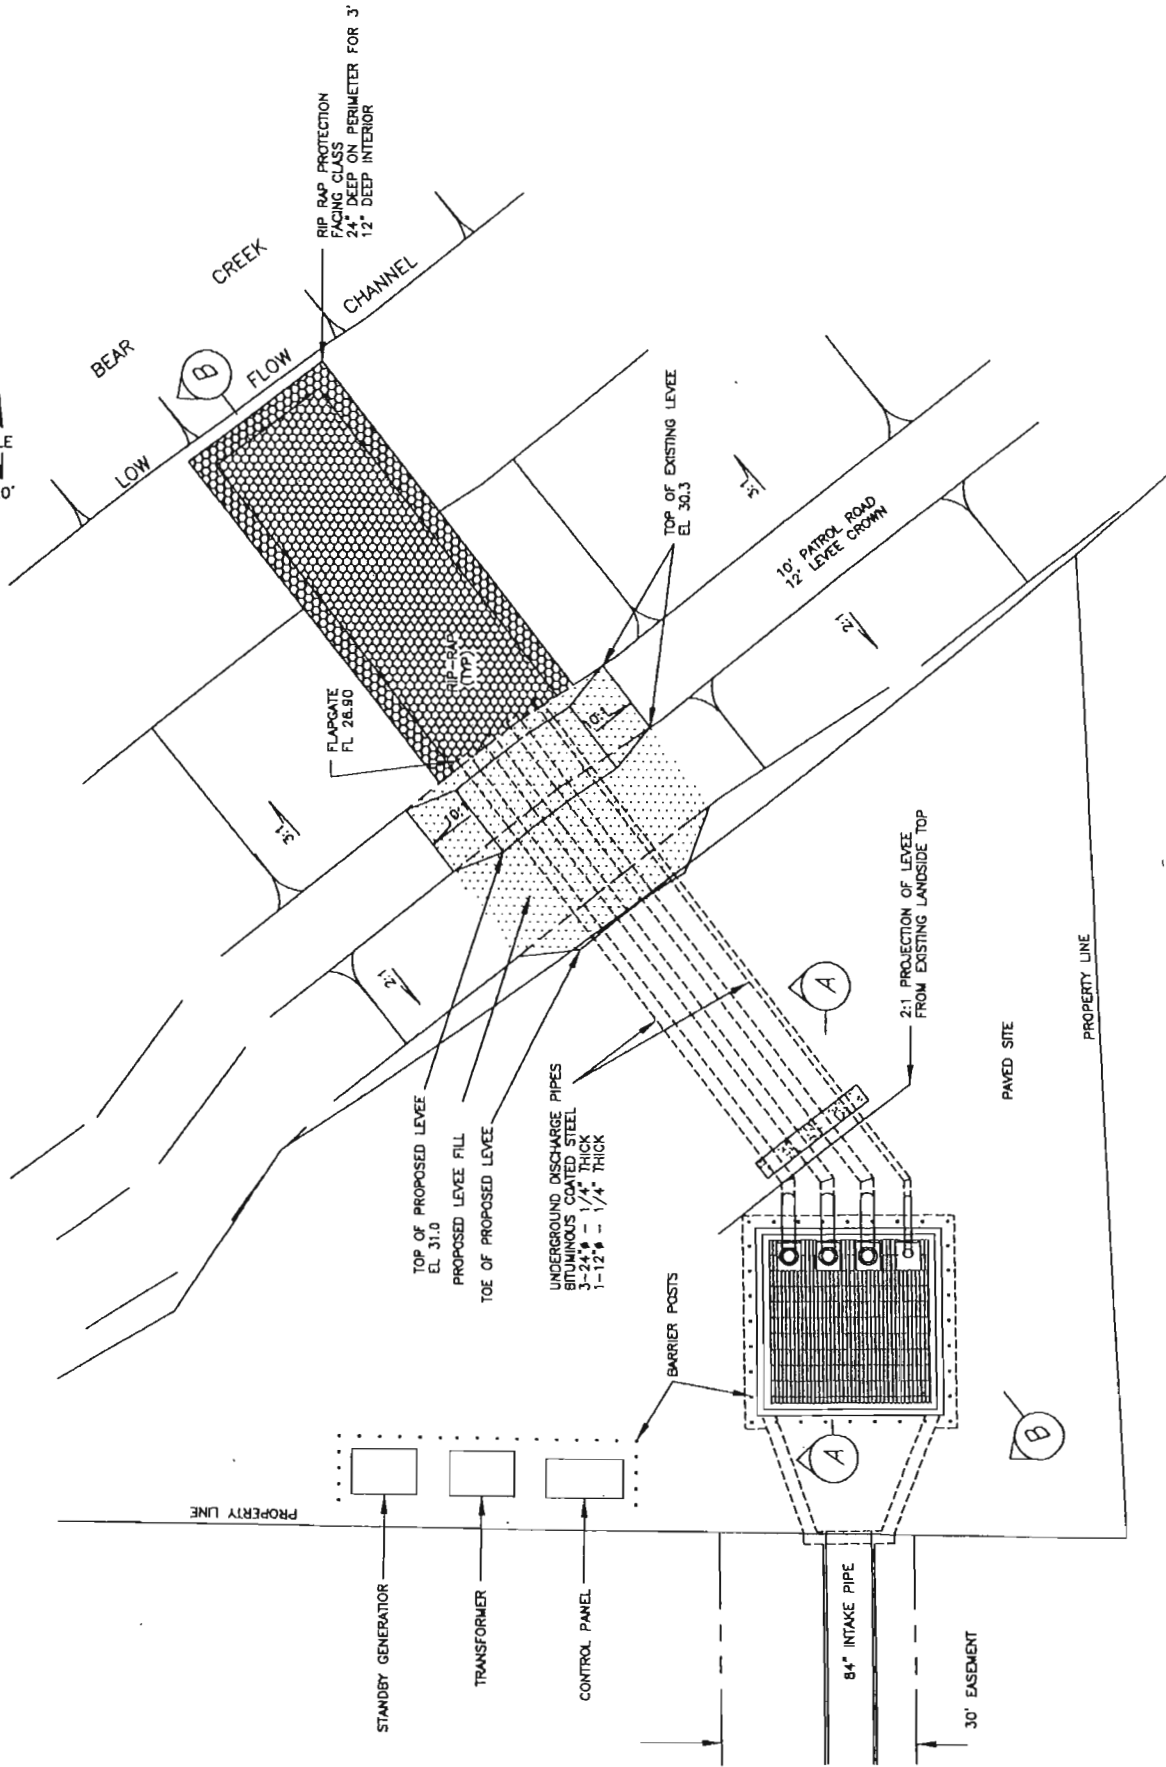 LE
0'
RIP RAP PROTECTION
FACING CLASS
24" DEEP ON PERIMETER FOR 3'
12" DEEP INTERIOR
BEAR
CREEK
B
LOW
FLOW
CHANNEL
TOP OF EXISTING LEVEE
EL 30.3
3:1
10' PATROL ROAD
12' LEVEE CROWN
2:1
RIP-RAP
(TYP)
FLAPGATE
FL 26.90
10:1
10:1
3:1
2:1
TOP OF PROPOSED LEVEE
EL 31.0
PROPOSED LEVEE FILL
TOE OF PROPOSED LEVEE
UNDERGROUND DISCHARGE PIPES
BITUMINOUS COATED STEEL
3-24"ø - 1/4" THICK
1-12"ø - 1/4" THICK
A
2:1 PROJECTION OF LEVEE
FROM EXISTING LANDSIDE TOP
PAVED SITE
PROPERTY LINE
BARRIER POSTS
A
B
PROPERTY LINE
STANDBY GENERATIOR
TRANSFORMER
CONTROL PANEL
84" INTAKE PIPE
30' EASEMENT